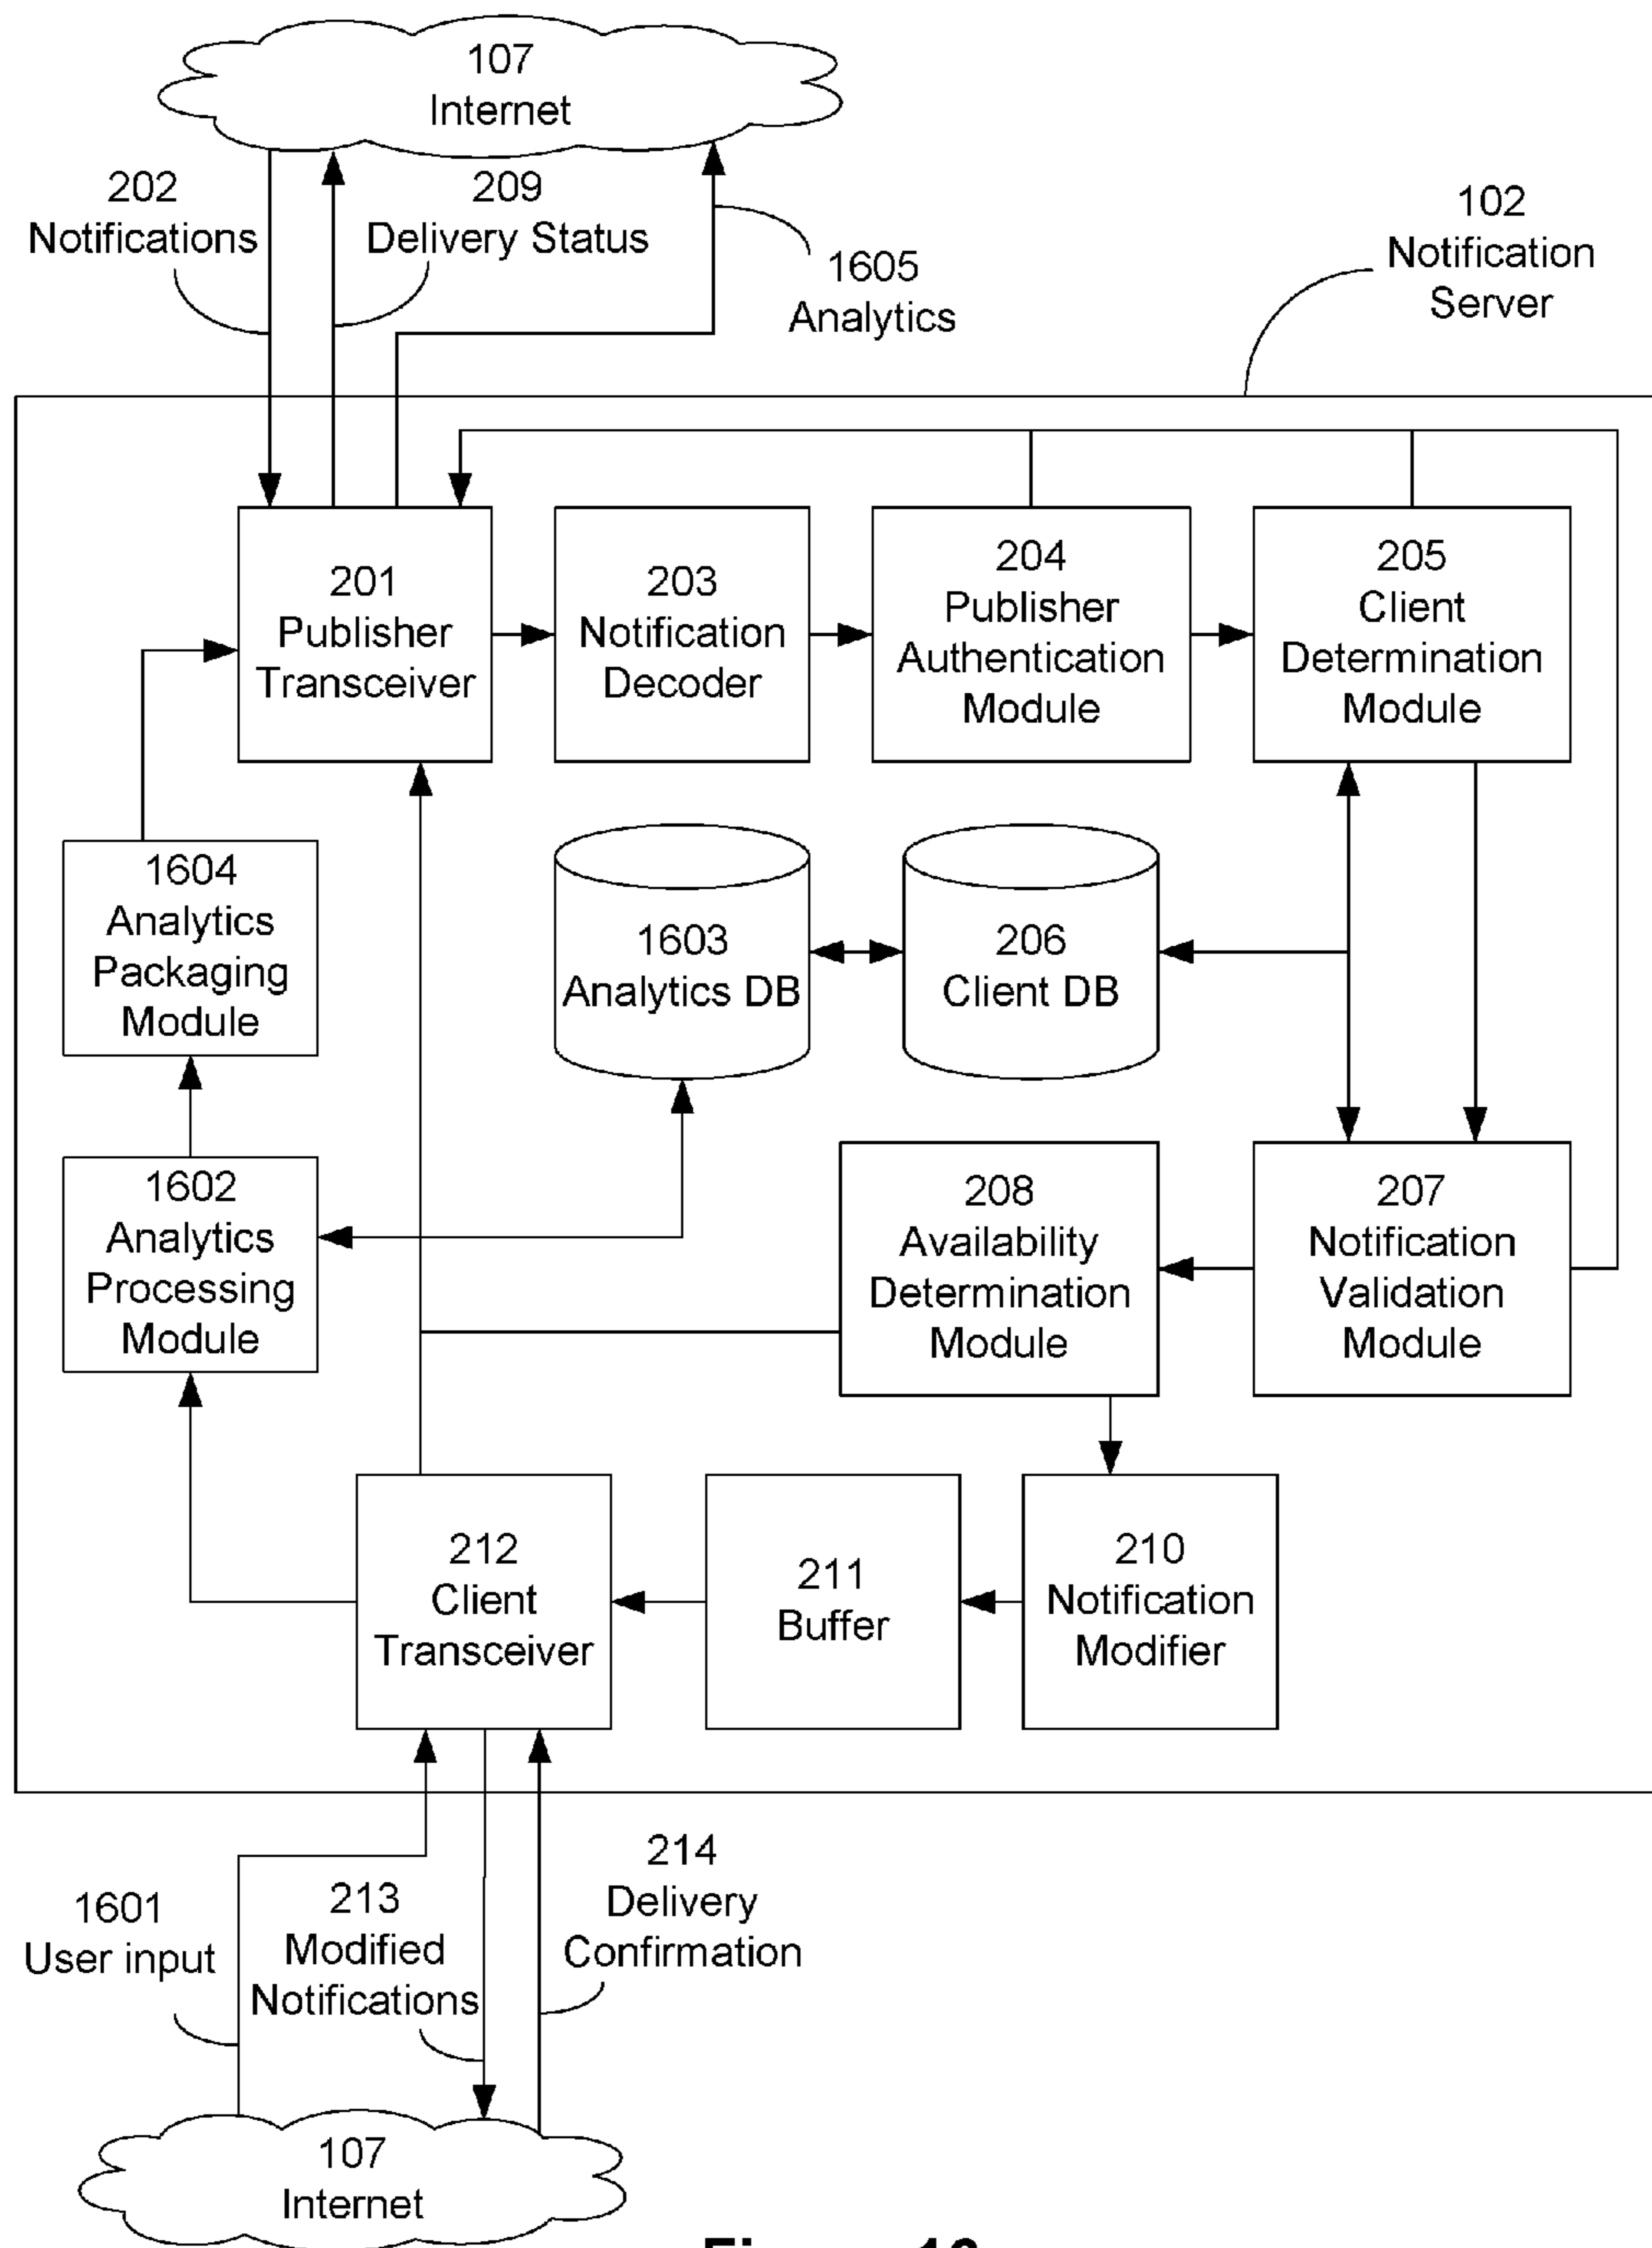 107
Internet
202
Notifications
209
Delivery Status
1605
Analytics
102
Notification
Server
201
Publisher
Transceiver
203
Notification
Decoder
204
Publisher
Authentication
Module
205
Client
Determination
Module
1604
Analytics
Packaging
Module
1603
Analytics DB
206
Client DB
1602
Analytics
Processing
Module
208
Availability
Determination
Module
207
Notification
Validation
Module
212
Client
Transceiver
211
Buffer
210
Notification
Modifier
1601
User input
213
Modified
Notifications
214
Delivery
Confirmation
107
Internet